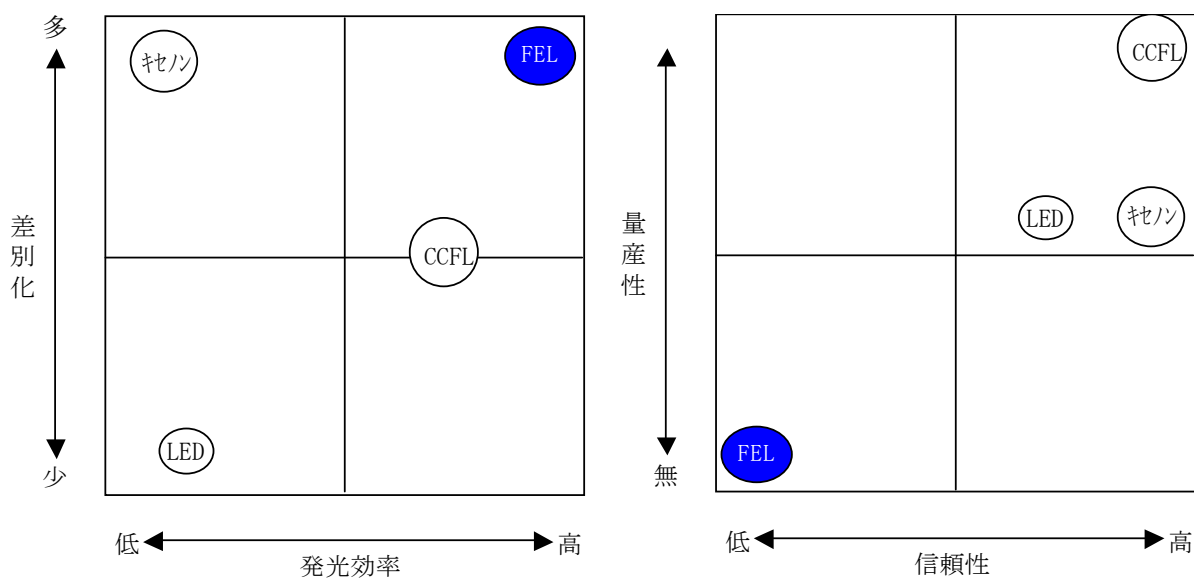 多
差別化
少
キセノン
FEL
CCFL
LED
低
高
発光効率
量産性
無
CCFL
LED
キセノン
FEL
低
高
信頼性